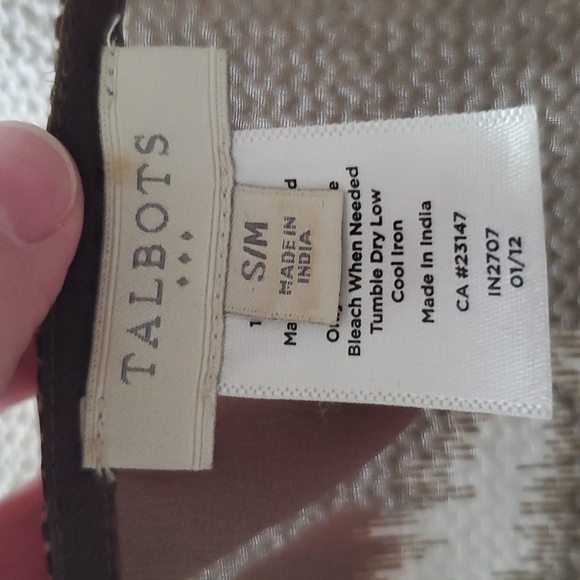 TALBOTS
S/M
MADE IN
INDIA
Bleach When Needed
Tumble Dry Low
Cool Iron
Made In India
CA #23147
IN2707
01/12